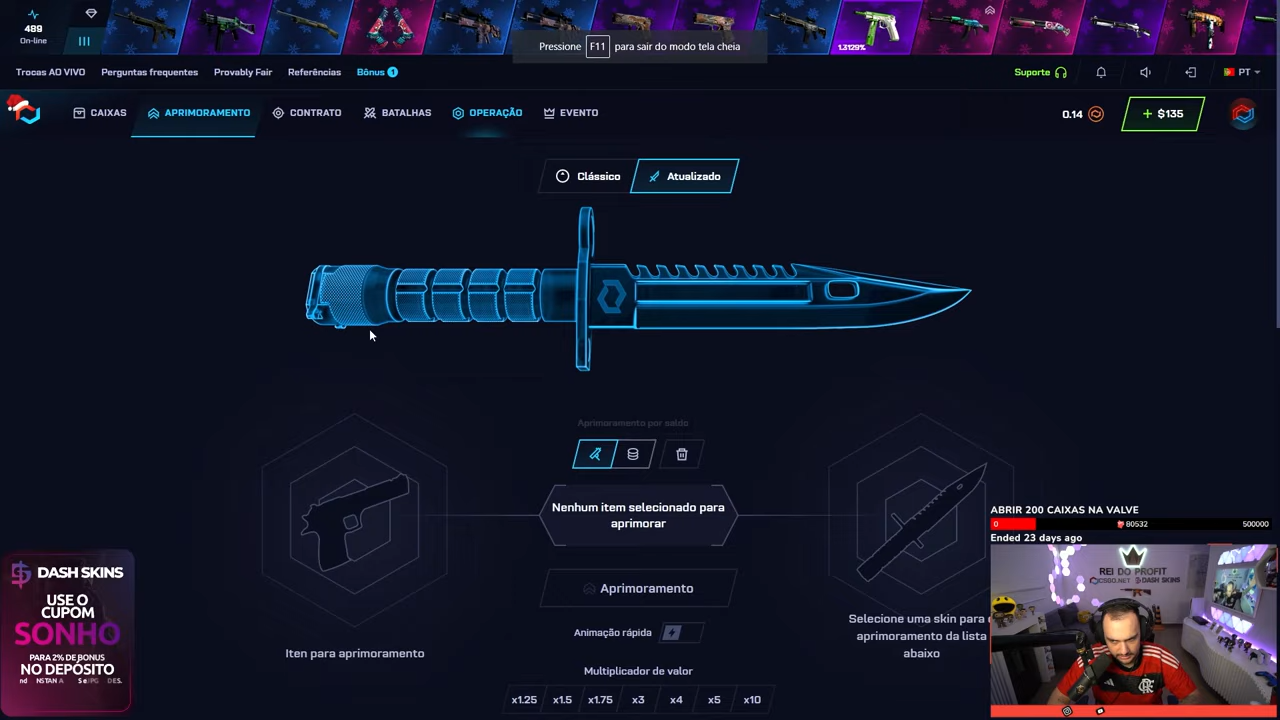 489
On-line
1.3129%
Pressione F11 para sair do modo tela cheia
Trocas AO VIVO Perguntas frequentes Provably Fair Referências Bônus 1
Suporte PT
CAIXAS APRIMORAMENTO CONTRATO BATALHAS OPERAÇÃO EVENTO
0.14 + $135
Clássico Atualizado
Aprimoramento por saldo
Nenhum item selecionado para
aprimorar
Aprimoramento
Animação rápida
Multiplicador de valor
x1.25 x1.5 x1.75 x3 x4 x5 x10
Iten para aprimoramento
Selecione uma skin para
aprimoramento da lista
abaixo
DASH SKINS
USE O
CUPOM
SONHO
PARA 2% DE BONUS
NO DEPÓSITO
ABRIR 200 CAIXAS NA VALVE
0 80532 500000
Ended 23 days ago
REI DO PROFIT
CSGO.NET DASH SKINS